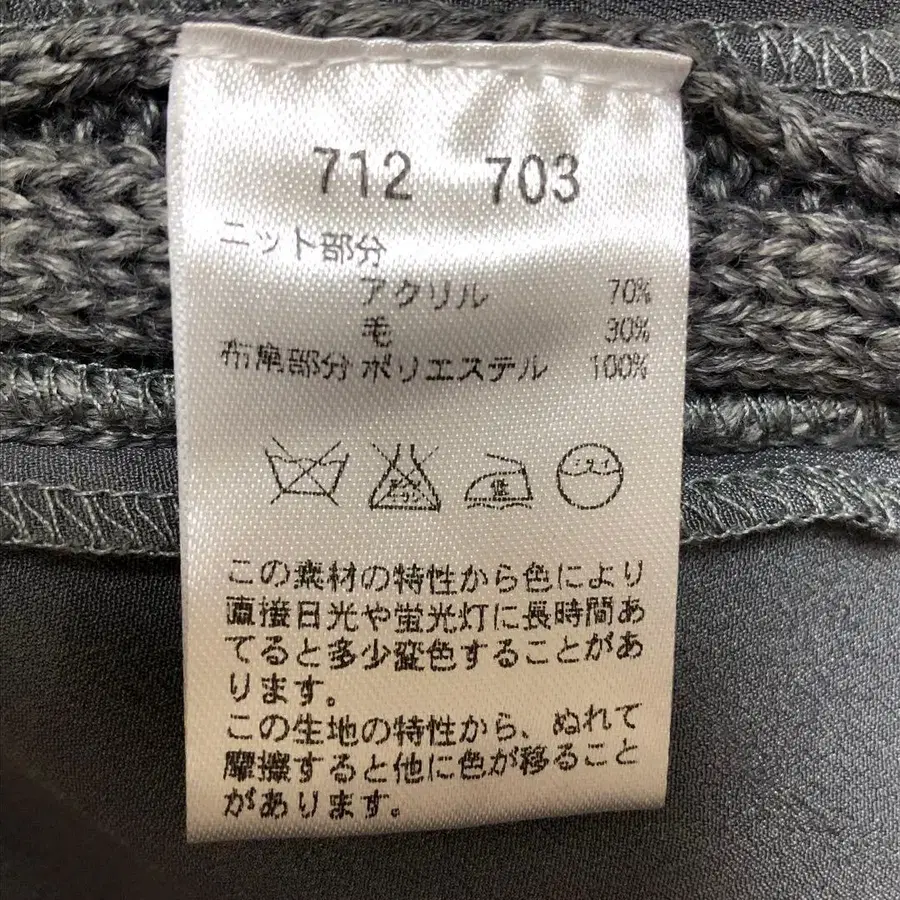 712 703
ニット部分
アクリル 70%
毛 30%
布帛部分 ポリエステル 100%
低
この素材の特性から色により
直接日光や蛍光灯に長時間あ
てると多少変色することがあ
ります。
この生地の特性から、ぬれて
摩擦すると他に色が移ること
があります。